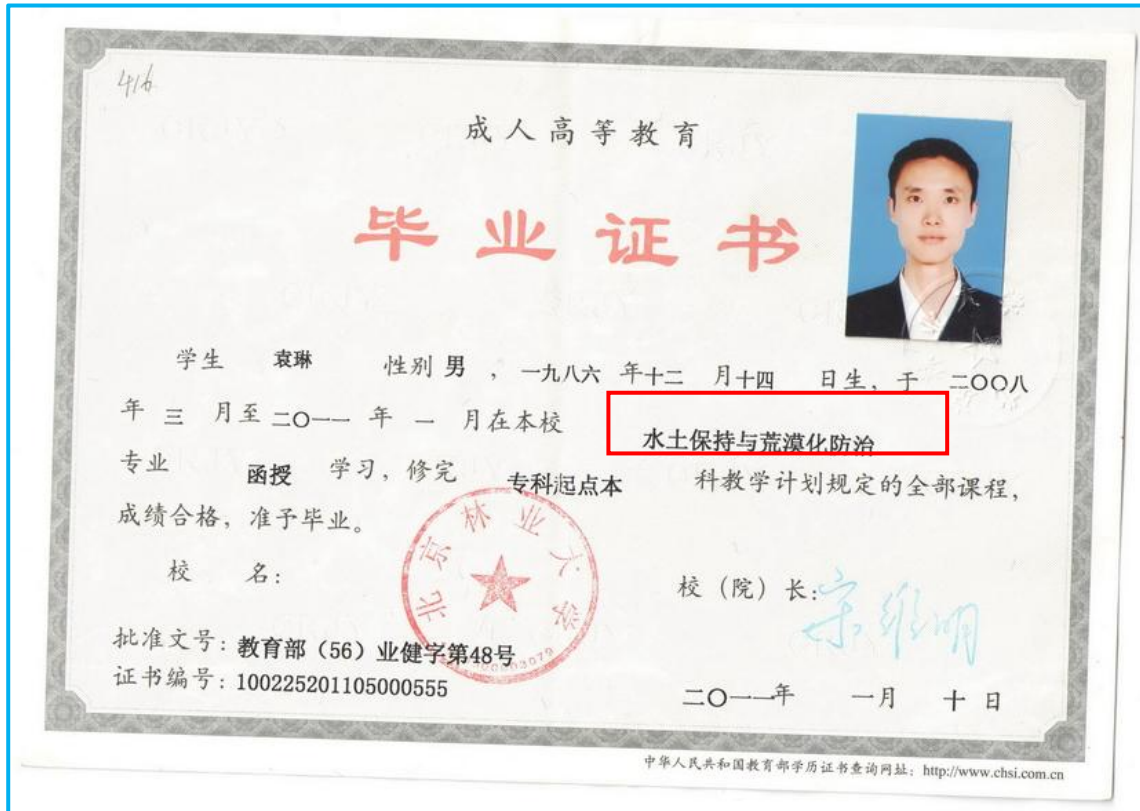 416
成人高等教育
毕业证书
学生 袁琳 性别 男 ，一九八六 年十二 月十四 日生，于 二〇〇八
年 三 月至 二〇一一 年 一 月在本校 水土保持与荒漠化防治
专业 函授 学习，修完 专科起点本 科教学计划规定的全部课程，
成绩合格，准予毕业。
北京林业大学
校 名：
校（院）长：宋维明
批准文号：教育部（56）业健字第48号
证书编号：100225201105000555
二〇一一年 一月 十日
中华人民共和国教育部学历证书查询网址：http://www.chsi.com.cn